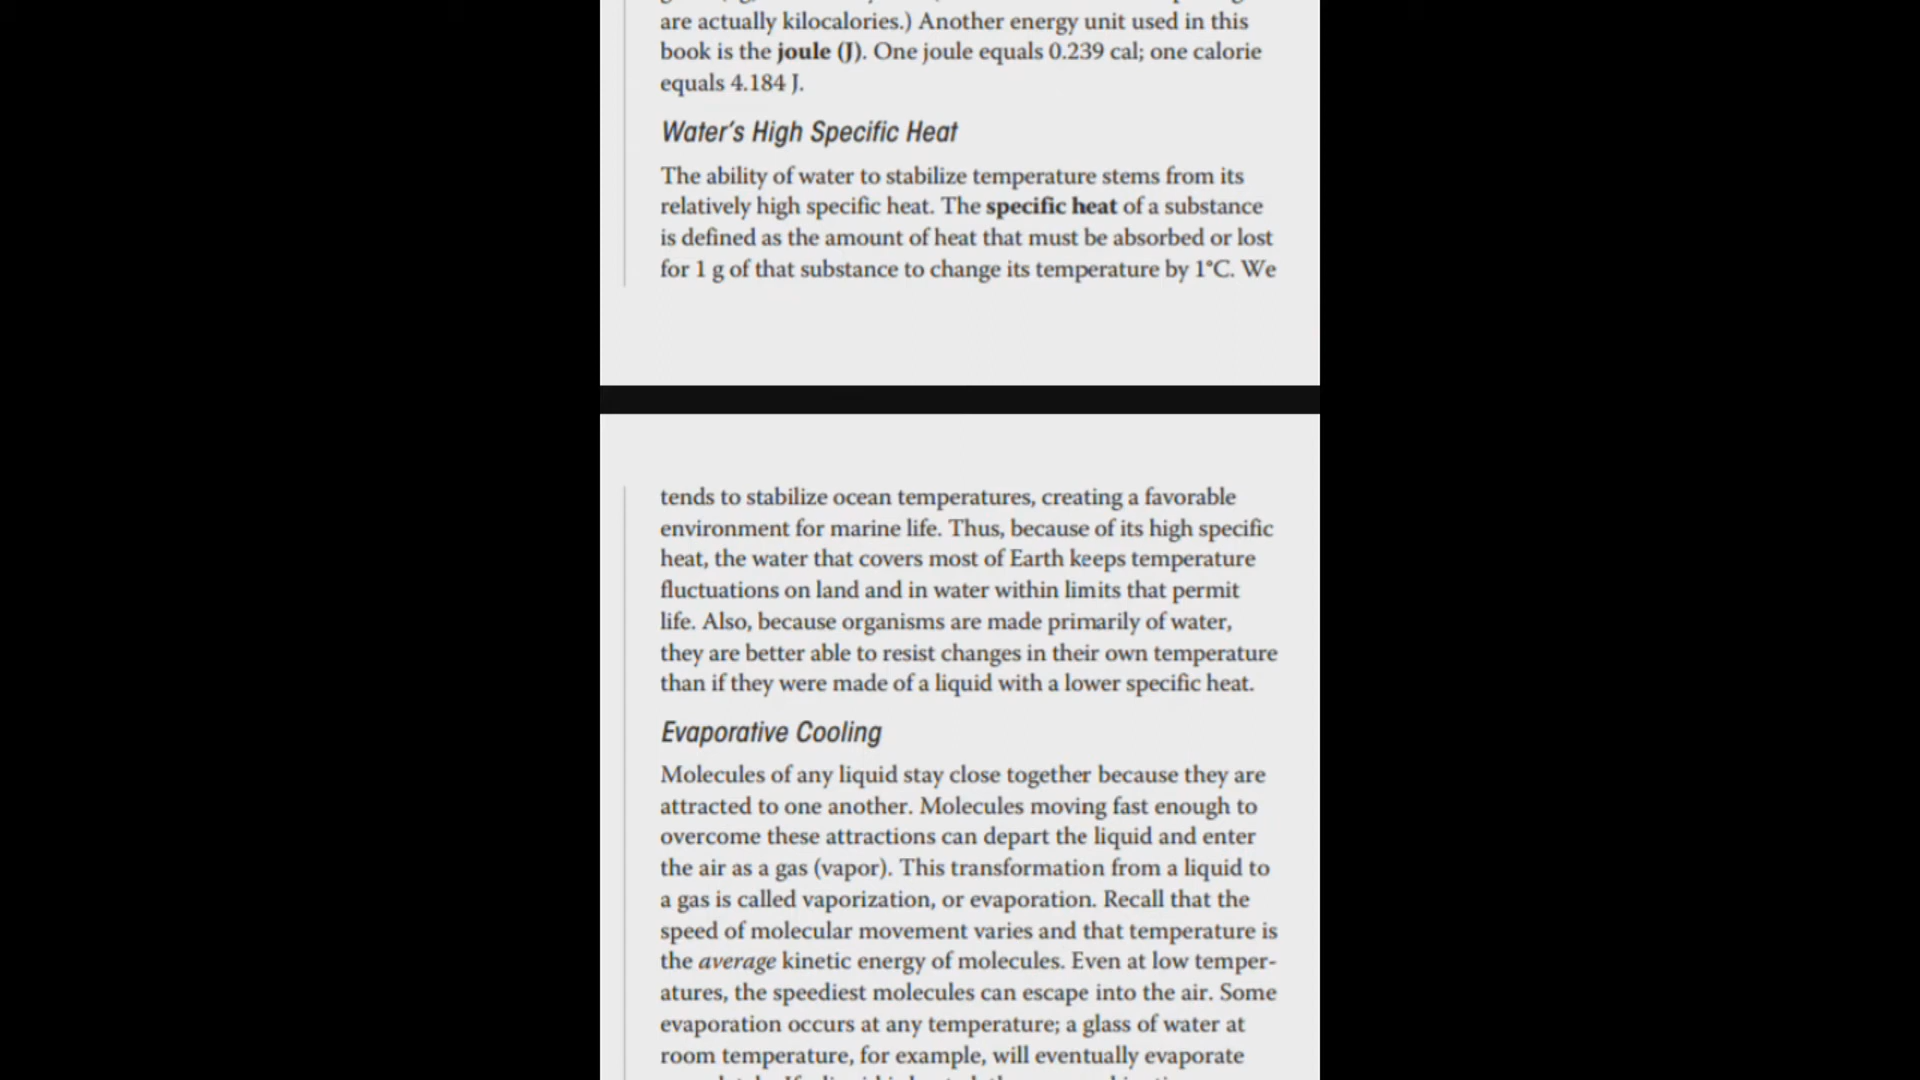 are actually kilocalories.) Another energy unit used in this
book is the joule (J). One joule equals 0.239 cal; one calorie
equals 4.184 J.
Water's High Specific Heat
The ability of water to stabilize temperature stems from its
relatively high specific heat. The specific heat of a substance
is defined as the amount of heat that must be absorbed or lost
for 1 g of that substance to change its temperature by 1°C. We
tends to stabilize ocean temperatures, creating a favorable
environment for marine life. Thus, because of its high specific
heat, the water that covers most of Earth keeps temperature
fluctuations on land and in water within limits that permit
life. Also, because organisms are made primarily of water,
they are better able to resist changes in their own temperature
than if they were made of a liquid with a lower specific heat.
Evaporative Cooling
Molecules of any liquid stay close together because they are
attracted to one another. Molecules moving fast enough to
overcome these attractions can depart the liquid and enter
the air as a gas (vapor). This transformation from a liquid to
a gas is called vaporization, or evaporation. Recall that the
speed of molecular movement varies and that temperature is
the average kinetic energy of molecules. Even at low temper-
atures, the speediest molecules can escape into the air. Some
evaporation occurs at any temperature; a glass of water at
room temperature, for example, will eventually evaporate